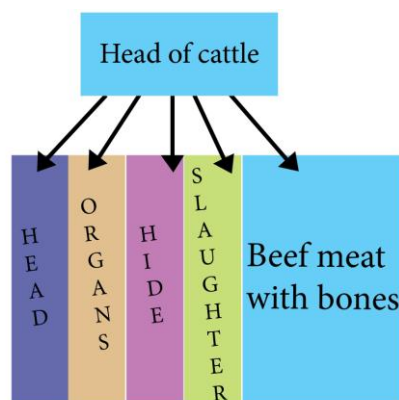 Head of cattle
HEAD
ORGANS
HIDE
SLAUGHTER
Beef meat
with bones